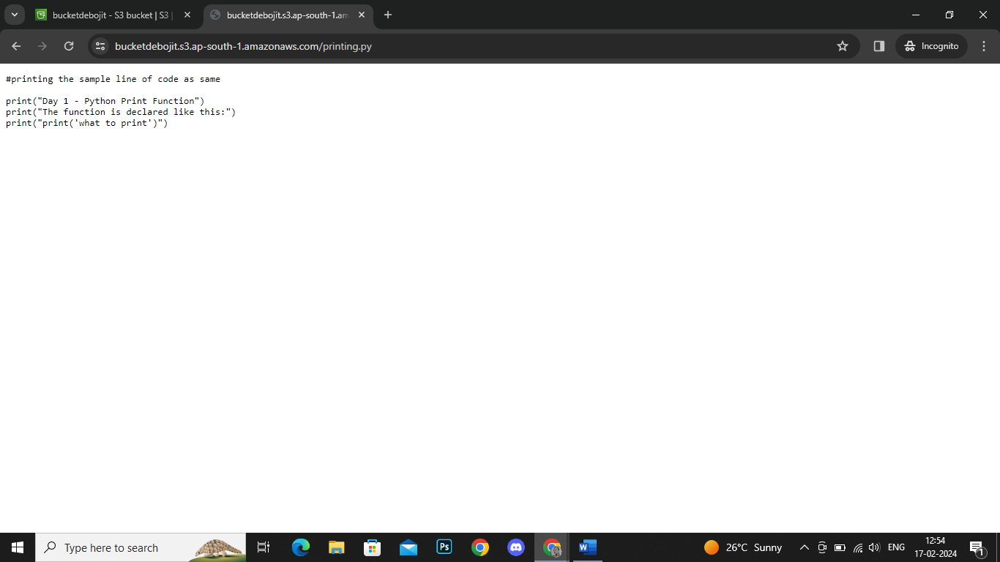 bucketdebojit - S3 bucket | S3 |
bucketdebojit.s3.ap-south-1.am
bucketdebojit.s3.ap-south-1.amazonaws.com/printing.py
Incognito
#printing the sample line of code as same
print("Day 1 - Python Print Function")
print("The function is declared like this:")
print("print('what to print')")
Type here to search
Ps
W
26°C Sunny
ENG
12:54
17-02-2024
1